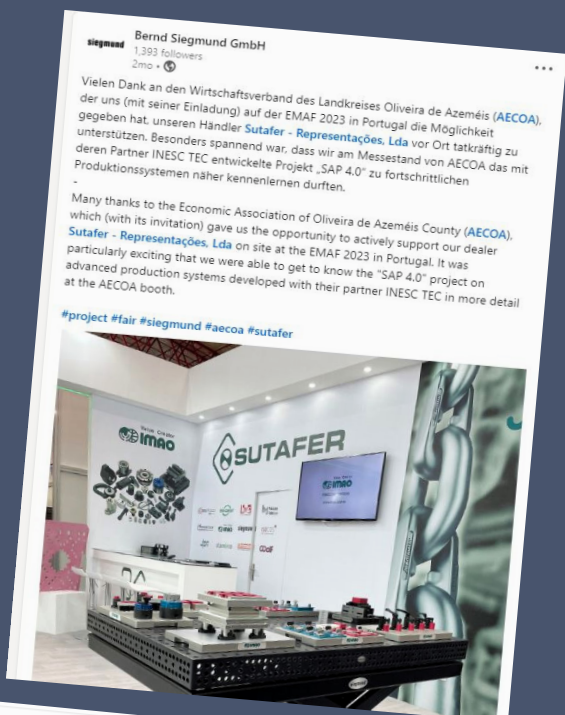 siegmund
Bernd Siegmund GmbH
1,393 followers
2mo •
Vielen Dank an den Wirtschaftsverband des Landkreises Oliveira de Azeméis (AECOA),
der uns (mit seiner Einladung) auf der EMAF 2023 in Portugal die Möglichkeit
gegeben hat, unseren Händler Sutafer - Representações, Lda vor Ort tatkräftig zu
unterstützen. Besonders spannend war, dass wir am Messestand von AECOA das mit
deren Partner INESC TEC entwickelte Projekt „SAP 4.0" zu fortschrittlichen
Produktionssystemen näher kennenlernen durften.
-
Many thanks to the Economic Association of Oliveira de Azeméis County (AECOA),
which (with its invitation) gave us the opportunity to actively support our dealer
Sutafer - Representações, Lda on site at the EMAF 2023 in Portugal. It was
particularly exciting that we were able to get to know the "SAP 4.0" project on
advanced production systems developed with their partner INESC TEC in more detail
at the AECOA booth.
#project #fair #siegmund #aecoa #sutafer
IMAO
SUTAFER
IMAO